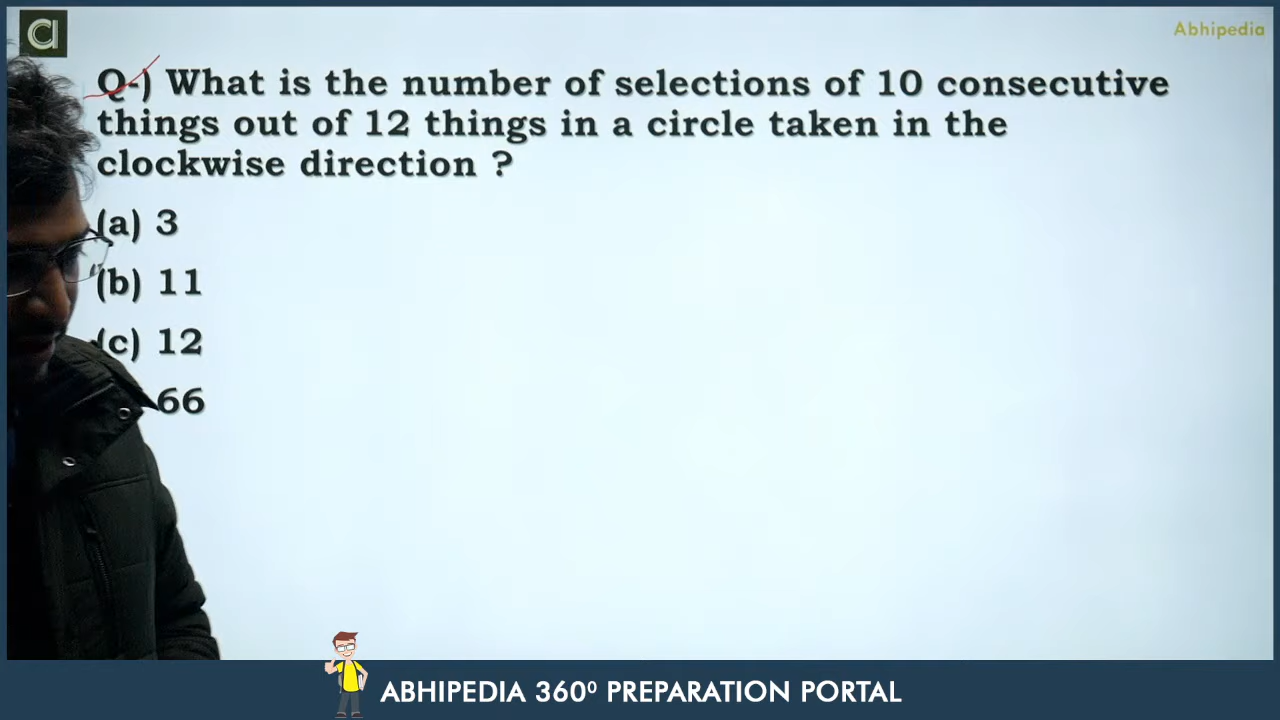 Abhipedia
Q-) What is the number of selections of 10 consecutive
things out of 12 things in a circle taken in the
clockwise direction ?
(a) 3
(b) 11
(c) 12
66
ABHIPEDIA 360⁰ PREPARATION PORTAL